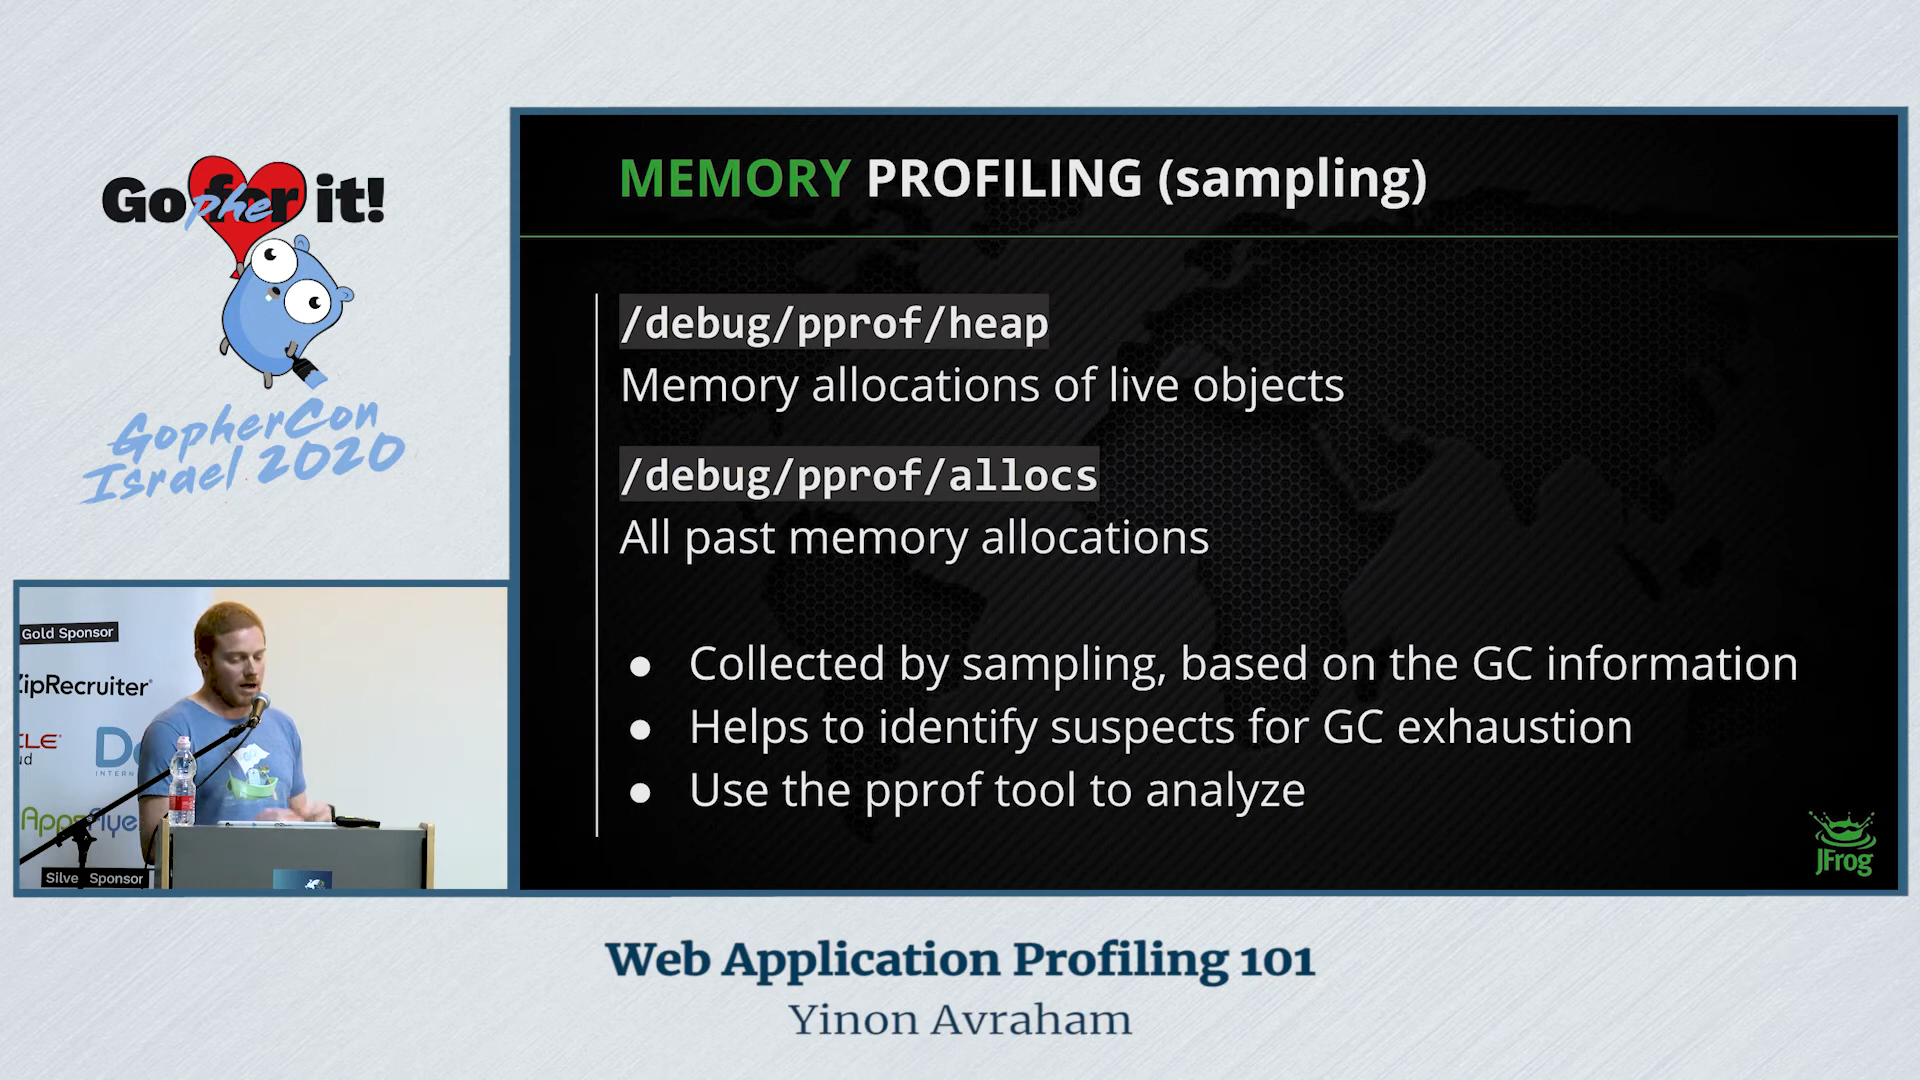 Gopher it!
GopherCon
Israel 2020
MEMORY PROFILING (sampling)
/debug/pprof/heap
Memory allocations of live objects
/debug/pprof/allocs
All past memory allocations
● Collected by sampling, based on the GC information
● Helps to identify suspects for GC exhaustion
● Use the pprof tool to analyze
JFrog
Gold Sponsor
ipRecruiter
Silve Sponsor
Web Application Profiling 101
Yinon Avraham